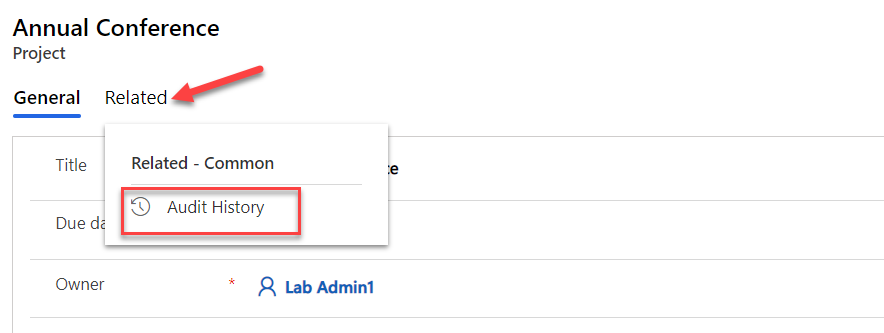 Annual Conference
Project
General Related
Related - Common
Title
Audit History
Due da
Owner * Lab Admin1